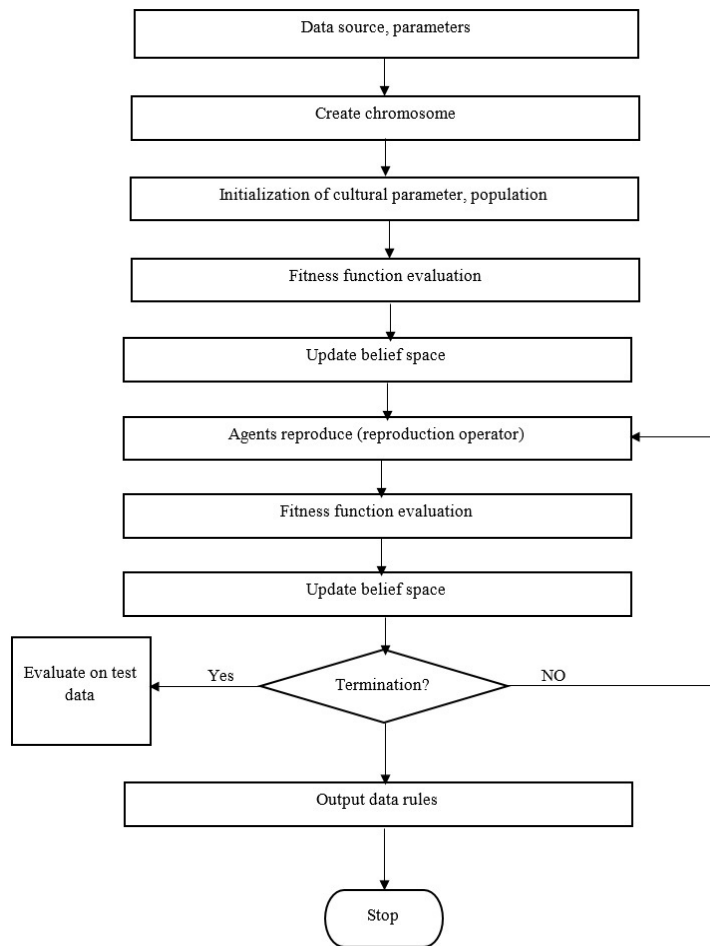 Data source, parameters
Create chromosome
Initialization of cultural parameter, population
Fitness function evaluation
Update belief space
Agents reproduce (reproduction operator)
Fitness function evaluation
Update belief space
Evaluate on test
data
Yes
Termination?
NO
Output data rules
Stop